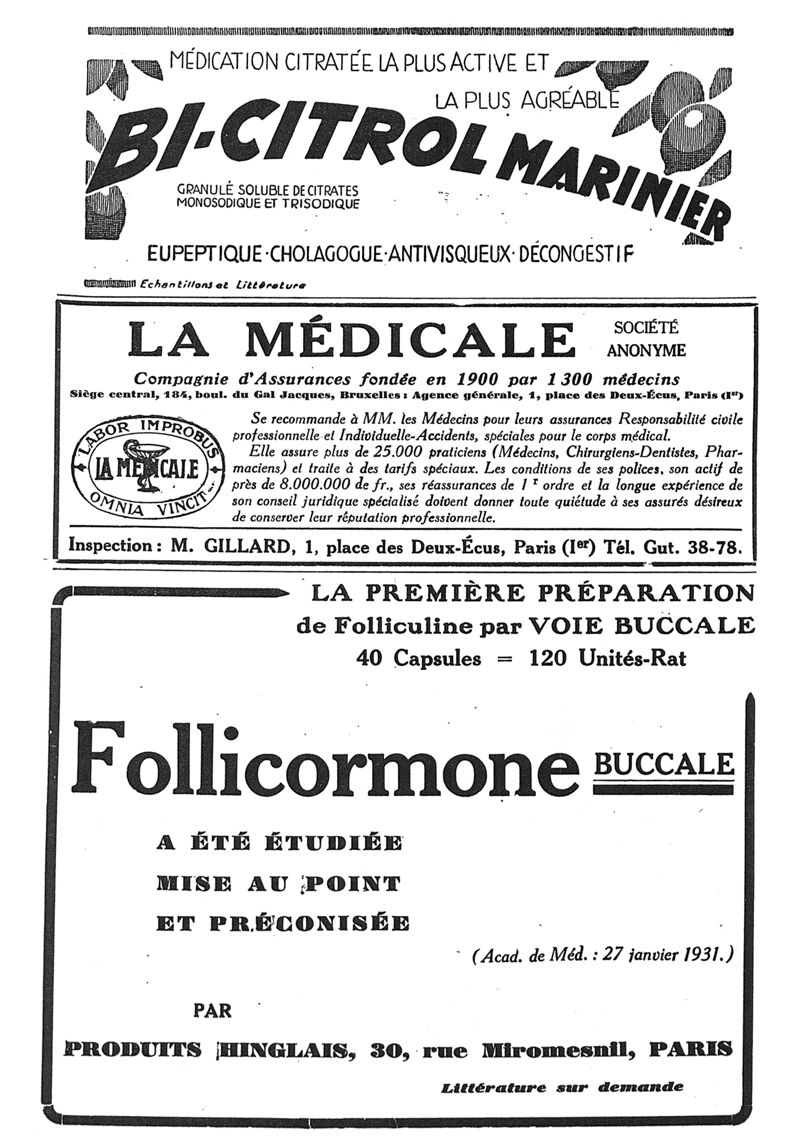 MÉDICATION CITRATÉE LA PLUS ACTIVE ET
LA PLUS AGRÉABLE
BI-CITROL MARINIER
GRANULÉ SOLUBLE DE CITRATES
MONOSODIQUE ET TRISODIQUE
EUPEPTIQUE·CHOLAGOGUE·ANTIVISQUEUX·DÉCONGESTIF
Echantillons et Littérature
LA MÉDICALE SOCIÉTÉ
ANONYME
Compagnie d'Assurances fondée en 1900 par 1300 médecins
Siège central, 184, boul. du Gal Jacques, Bruxelles : Agence générale, 1, place des Deux-Écus, Paris (Ier)
LABOR IMPROBUS
LA MÉDICALE
OMNIA VINCIT
Se recommande à MM. les Médecins pour leurs assurances Responsabilité civile
professionnelle et Individuelle-Accidents, spéciales pour le corps médical.
Elle assure plus de 25.000 praticiens (Médecins, Chirurgiens-Dentistes, Phar-
maciens) et traite à des tarifs spéciaux. Les conditions de ses polices, son actif de
près de 8.000.000 de fr., ses réassurances de 1r ordre et la longue expérience de
son conseil juridique spécialisé doivent donner toute quiétude à ses assurés désireux
de conserver leur réputation professionnelle.
Inspection : M. GILLARD, 1, place des Deux-Écus, Paris (Ier) Tél. Gut. 38-78.
LA PREMIÈRE PRÉPARATION
de Folliculine par VOIE BUCCALE
40 Capsules = 120 Unités-Rat
Follicormone BUCCALE
A ÉTÉ ÉTUDIÉE
MISE AU POINT
ET PRÉCONISÉE
(Acad. de Méd. : 27 janvier 1931.)
PAR
PRODUITS HINGLAIS, 30, rue Miromesnil, PARIS
Littérature sur demande